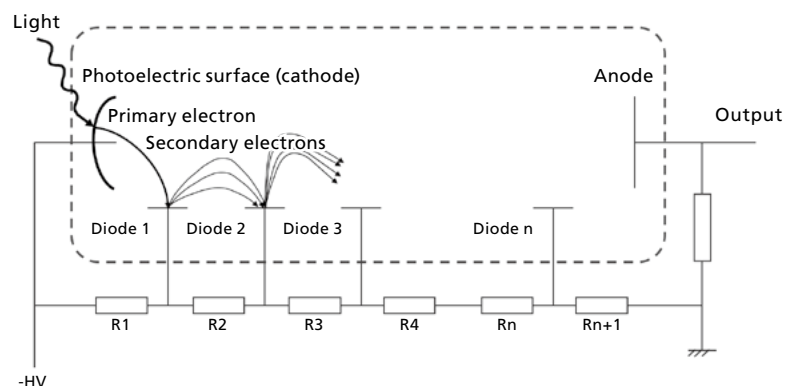 Light
Photoelectric surface (cathode)
Anode
Primary electron
Output
Secondary electrons
Diode 1
Diode 2
Diode 3
Diode n
R1
R2
R3
R4
Rn
Rn+1
-HV